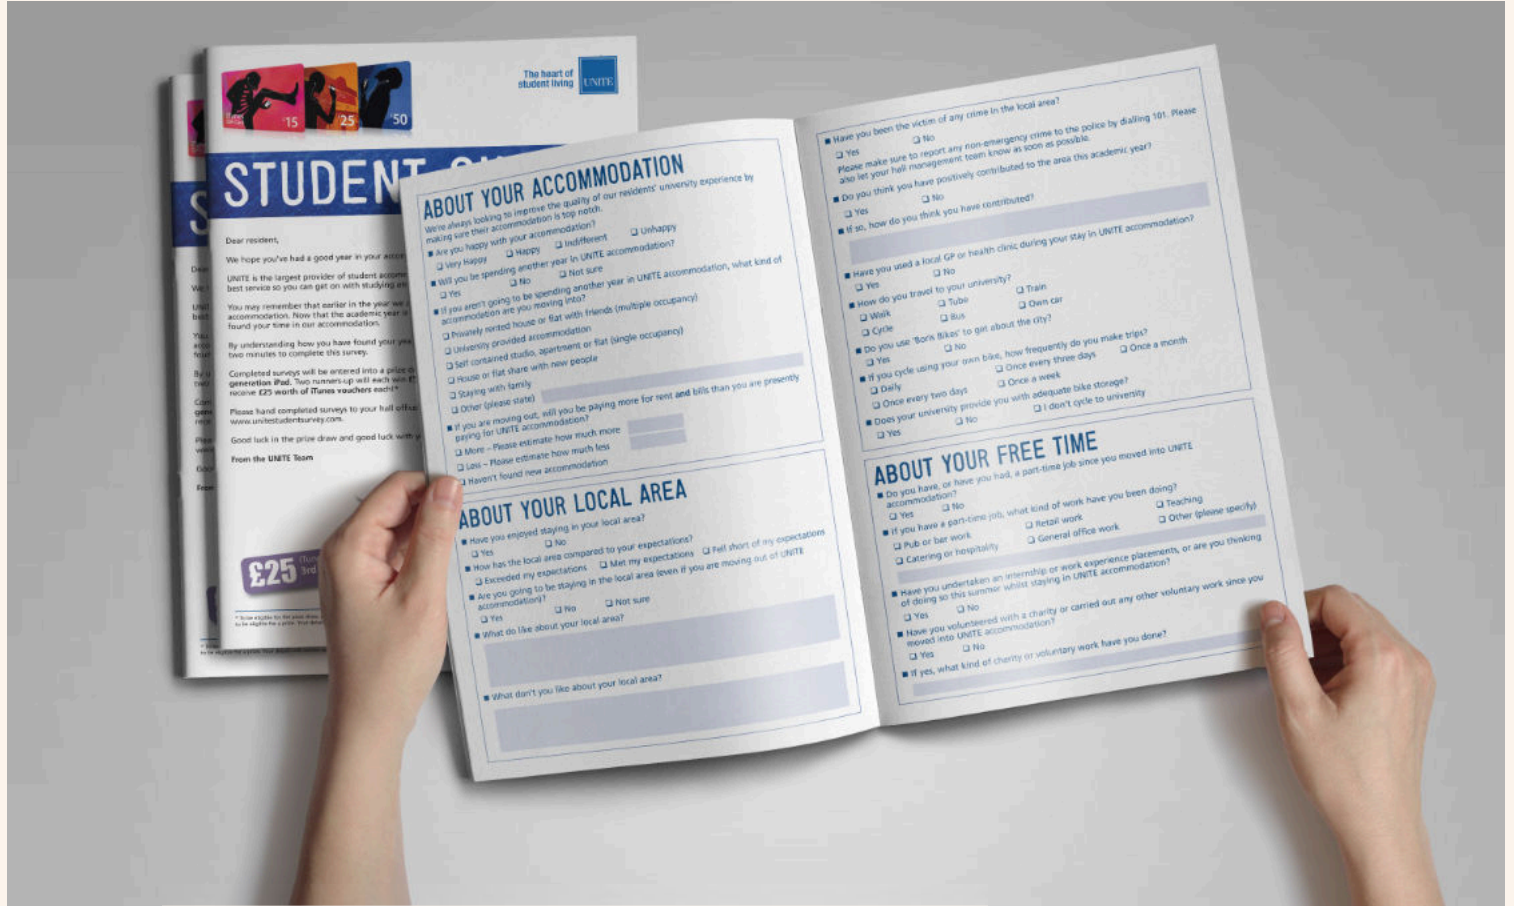 15
25
50
The heart of
student living
UNITE
STUDENT
Dear resident,
We hope you've had a good year in your
UNITE is the largest provider of student
best service so you can get on with studying
You may remember that earlier in the year we
accommodation. Now that the academic year is
found your time in our accommodation.
By understanding how you have found your
two minutes to complete this survey.
Completed surveys will be entered into a prize
generation iPad. Two runners-up will each win
receive £25 worth of iTunes vouchers each!*
Please hand completed surveys to your hall office
www.unitestudentsurvey.com.
Good luck in the prize draw and good luck with
From the UNITE Team
£25
3rd
ABOUT YOUR ACCOMMODATION
We're always looking to improve the quality of our residents' university experience by
making sure their accommodation is top notch.
Are you happy with your accommodation?
Very Happy Happy Indifferent Unhappy
Will you be spending another year in UNITE accommodation?
Yes No Not sure
If you aren't going to be spending another year in UNITE accommodation, what kind of
accommodation are you moving into?
Privately rented house or flat with friends (multiple occupancy)
University provided accommodation
Self contained studio, apartment or flat (single occupancy)
House or flat share with new people
Staying with family
Other (please state)
If you are moving out, will you be paying more for rent and bills than you are presently
paying for UNITE accommodation?
More – Please estimate how much more
Less – Please estimate how much less
Haven't found new accommodation
ABOUT YOUR LOCAL AREA
Have you enjoyed staying in your local area?
Yes No
How has the local area compared to your expectations?
Exceeded my expectations Met my expectations Fell short of my expectations
Are you going to be staying in the local area (even if you are moving out of UNITE
accommodation)?
Yes No Not sure
What do like about your local area?
What don't you like about your local area?
Have you been the victim of any crime in the local area?
Yes No
Please make sure to report any non-emergency crime to the police by dialling 101. Please
also let your hall management team know as soon as possible.
Do you think you have positively contributed to the area this academic year?
Yes No
If so, how do you think you have contributed?
Have you used a local GP or health clinic during your stay in UNITE accommodation?
Yes No
How do you travel to your university?
Walk Tube Train
Cycle Bus Own car
Do you use 'Boris Bikes' to get about the city?
Yes No
If you cycle using your own bike, how frequently do you make trips?
Daily Once every three days Once a month
Once every two days Once a week
Does your university provide you with adequate bike storage?
Yes No I don't cycle to university
ABOUT YOUR FREE TIME
Do you have, or have you had, a part-time job since you moved into UNITE
accommodation?
Yes No
If you have a part-time job, what kind of work have you been doing?
Pub or bar work Retail work Teaching
Catering or hospitality General office work Other (please specify)
Have you undertaken an internship or work experience placements, or are you thinking
of doing so this summer whilst staying in UNITE accommodation?
Yes No
Have you volunteered with a charity or carried out any other voluntary work since you
moved into UNITE accommodation?
Yes No
If yes, what kind of charity or voluntary work have you done?